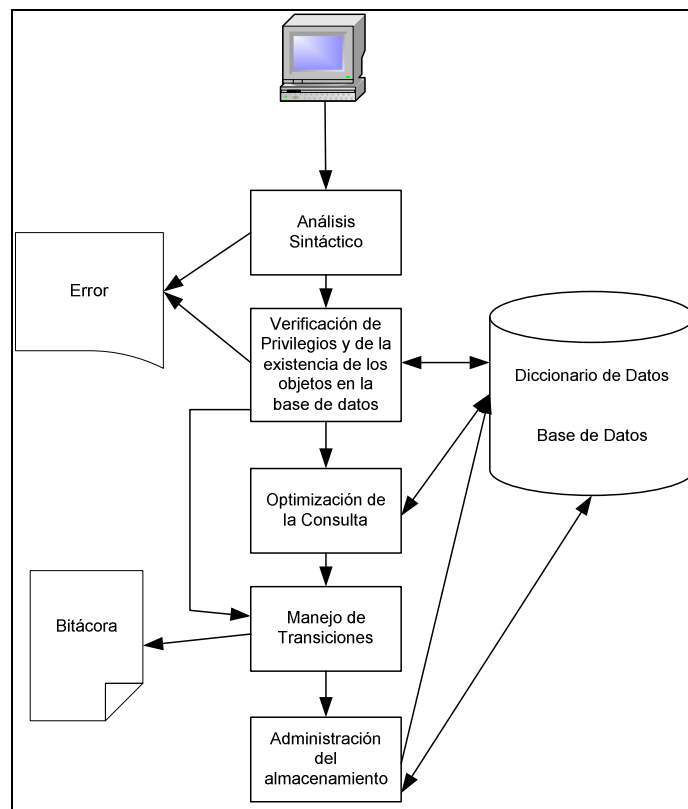 Análisis
Sintáctico
Error
Verificación de
Privilegios y de la
existencia de los
objetos en la
base de datos
Diccionario de Datos
Base de Datos
Optimización de
la Consulta
Manejo de
Transiciones
Bitácora
Administración
del
almacenamiento